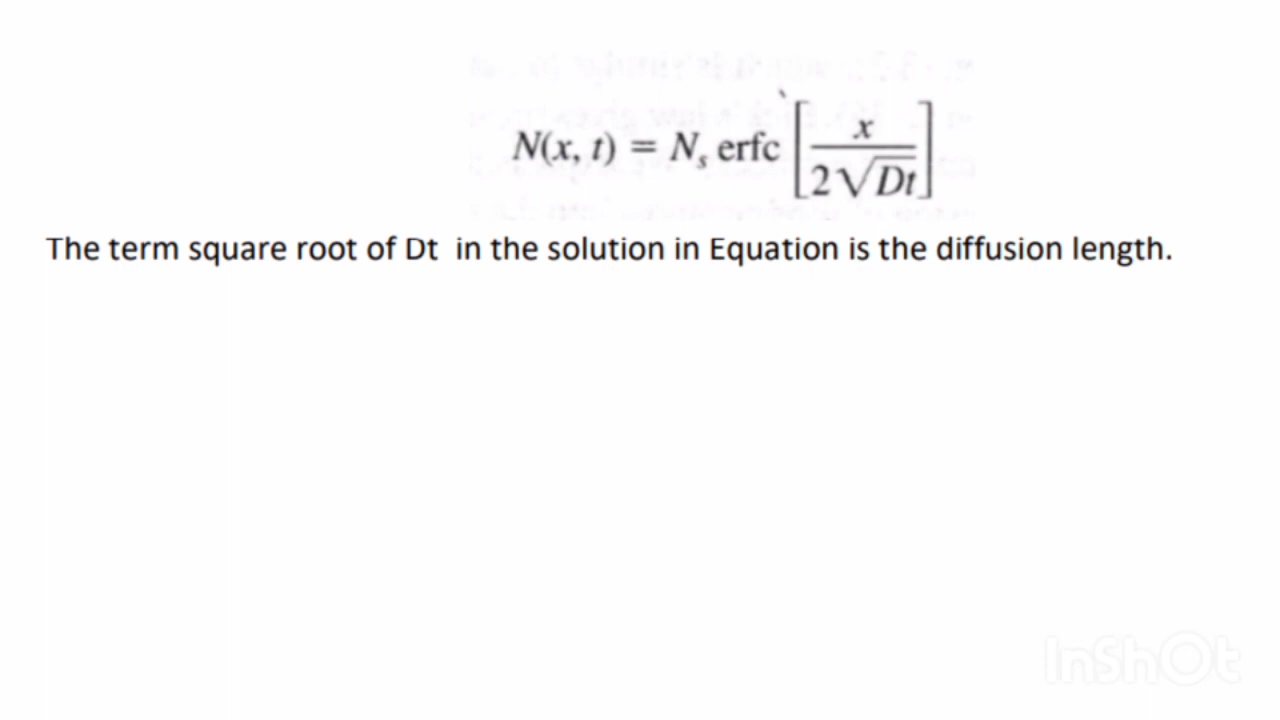 N(x, t) = N_s erfc [x / 2√Dt]
The term square root of Dt in the solution in Equation is the diffusion length.
InShOt